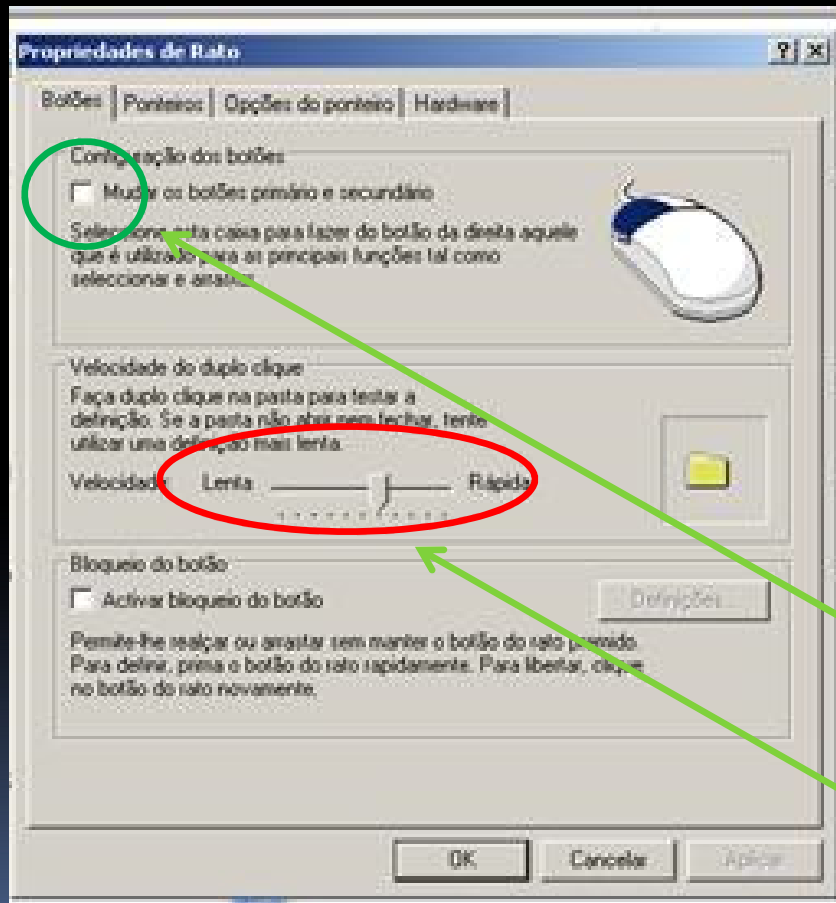 Propriedades de Rato
Botões Ponteiros Opções do ponteiro Hardware
Configuração dos botões
Mudar os botões primário e secundário
Seleccione esta caixa para fazer do botão da direita aquele
que é utilizado para as principais funções tal como
seleccionar e arrastar.
Velocidade do duplo clique
Faça duplo clique na pasta para testar a
definição. Se a pasta não abrir nem fechar, tente
utilizar uma definição mais lenta.
Velocidade: Lenta Rápida
Bloqueio do botão
Activar bloqueio do botão
Definições...
Permite-lhe realçar ou arrastar sem manter o botão do rato premido.
Para definir, prima o botão do rato rapidamente. Para libertar, clique
no botão do rato novamente.
OK Cancelar Aplicar